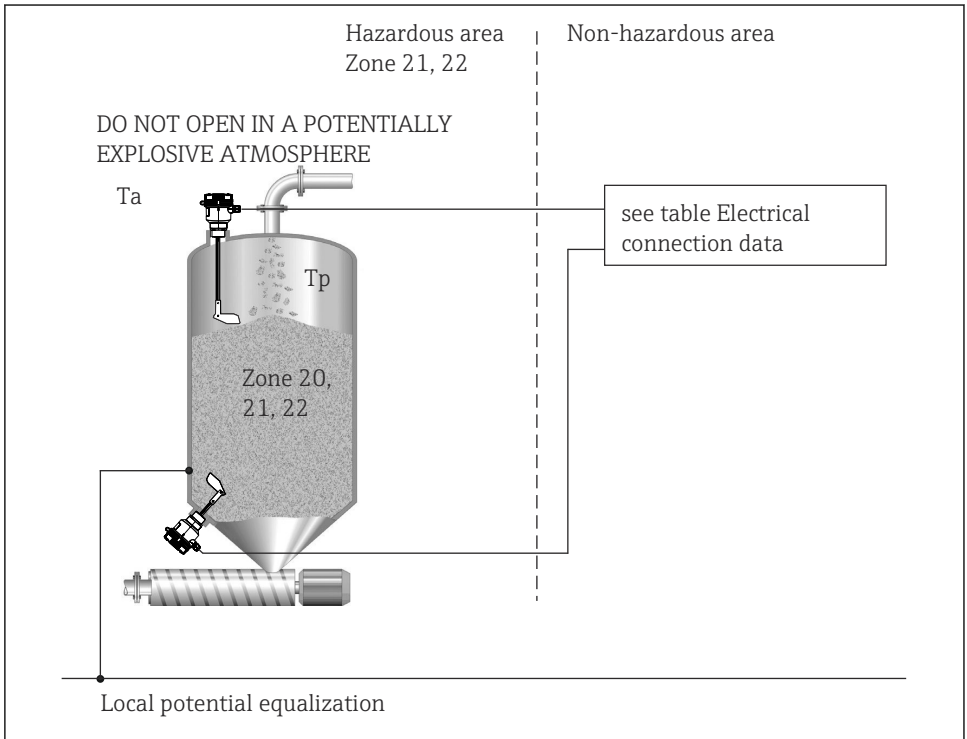 Hazardous area
Zone 21, 22
Non-hazardous area
DO NOT OPEN IN A POTENTIALLY
EXPLOSIVE ATMOSPHERE
Ta
see table Electrical
connection data
Tp
Zone 20,
21, 22
Local potential equalization